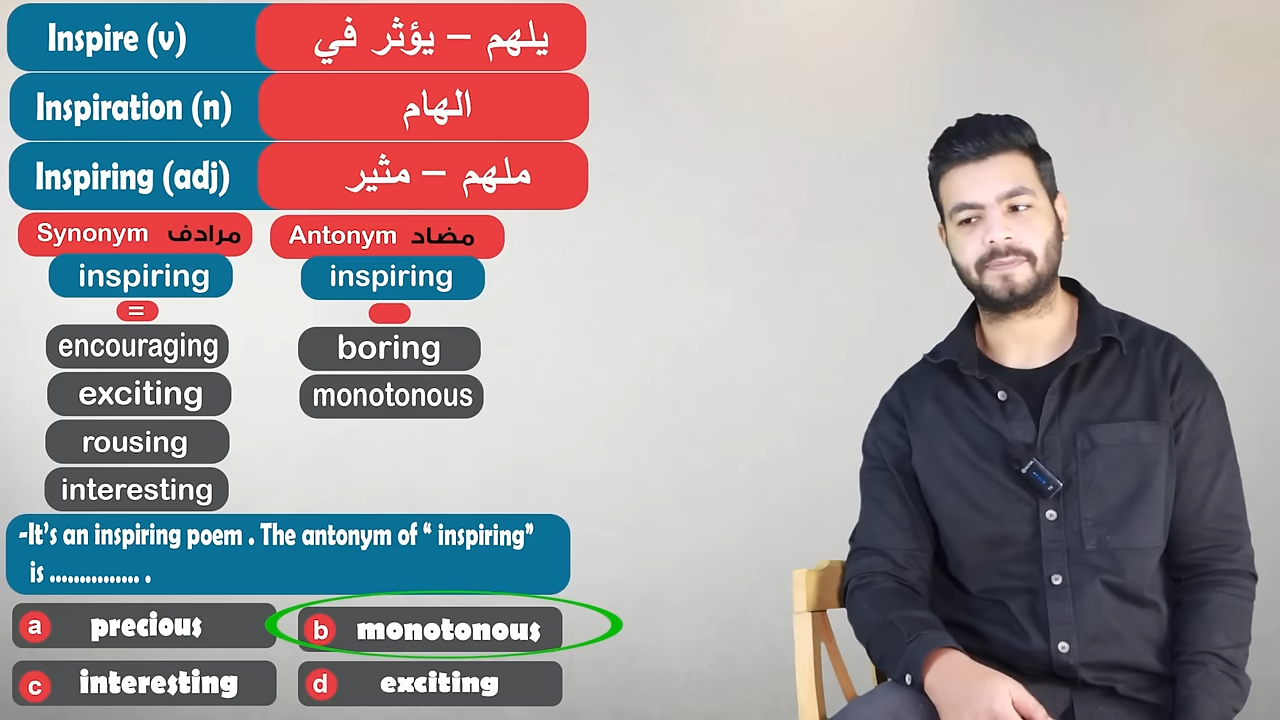 Inspire (v) يلهم – يؤثر في
Inspiration (n) الهام
Inspiring (adj) ملهم – مثير
Synonym مرادف
Antonym مضاد
inspiring
=
encouraging
exciting
rousing
interesting
inspiring
boring
monotonous
-It's an inspiring poem . The antonym of “ inspiring”
is ............... .
a precious
b monotonous
c interesting
d exciting